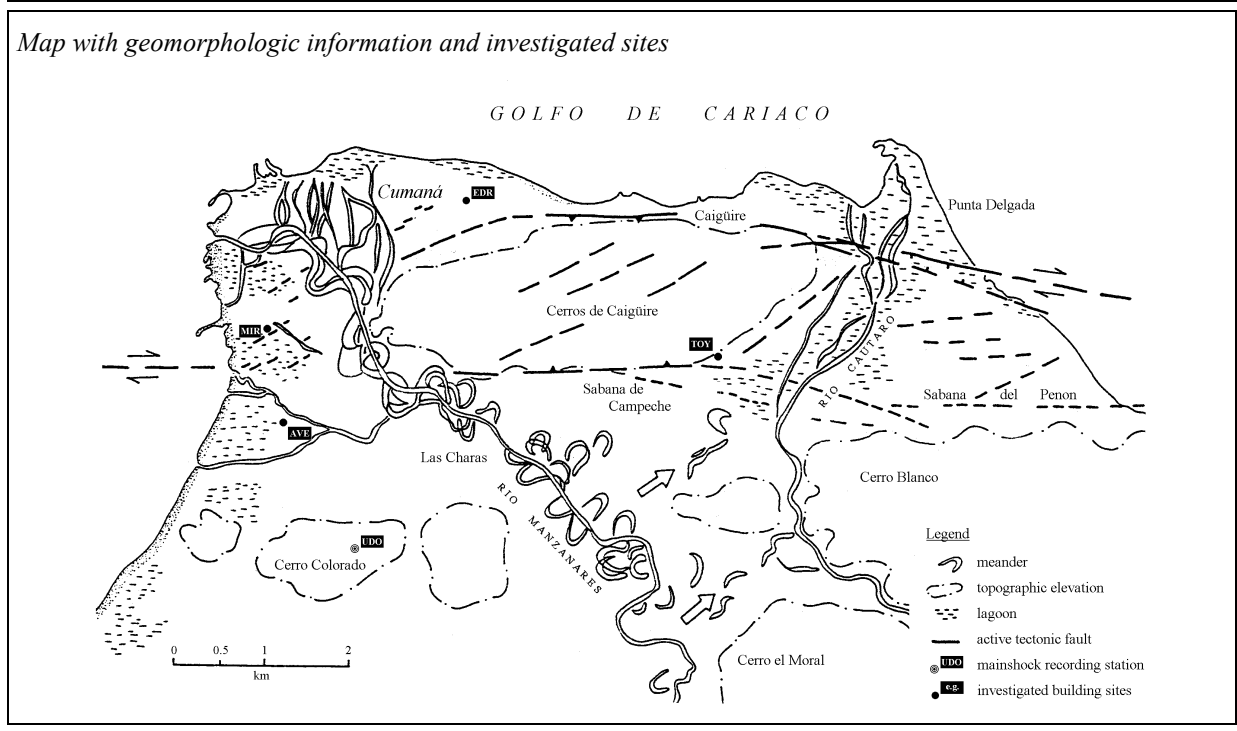 Map with geomorphologic information and investigated sites
GOLFO DE CARIACO
Cumaná
EDR
Punta Delgada
Caigüire
Cerros de Caigüire
MIR
TOY
RIO CAUTARO
Sabana de
Campeche
Sabana del Penon
AVE
Las Charas
Cerro Blanco
RIO MANZANARES
UDO
Cerro Colorado
Cerro el Moral
0 0.5 1 2
km
Legend
meander
topographic elevation
lagoon
active tectonic fault
UDO mainshock recording station
e.g. investigated building sites